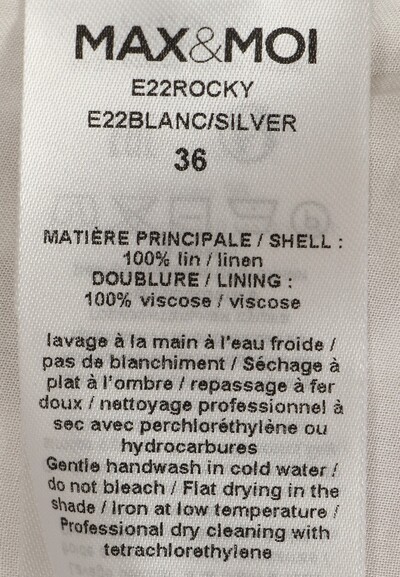 MAX&MOI
E22ROCKY
E22BLANC/SILVER
36
MATIÈRE PRINCIPALE / SHELL :
100% lin / linen
DOUBLURE / LINING :
100% viscose / viscose
lavage à la main à l'eau froide /
pas de blanchiment / Séchage à
plat à l'ombre / repassage à fer
doux / nettoyage professionnel à
sec avec perchloréthylène ou
hydrocarbures
Gentle handwash in cold water /
do not bleach / Flat drying in the
shade / Iron at low temperature /
Professional dry cleaning with
tetrachlorethylene